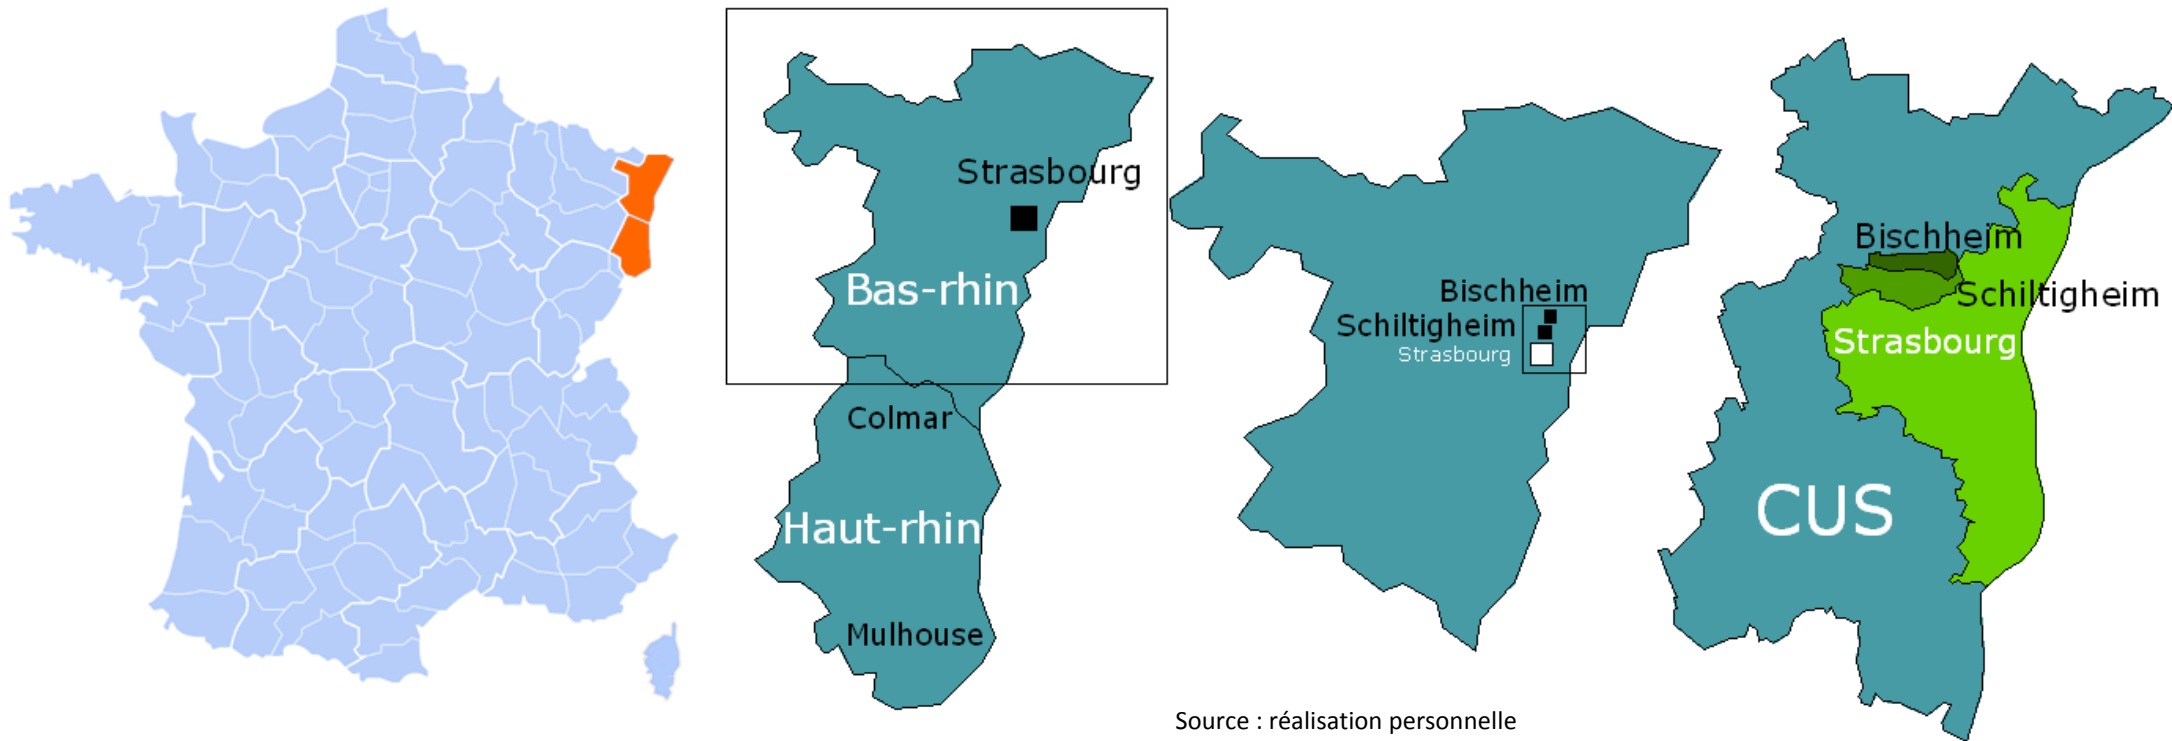 Strasbourg
Bas-rhin
Colmar
Haut-rhin
Mulhouse
Bischheim
Schiltigheim
Strasbourg
Bischheim
Schiltigheim
Strasbourg
CUS
Source : réalisation personnelle